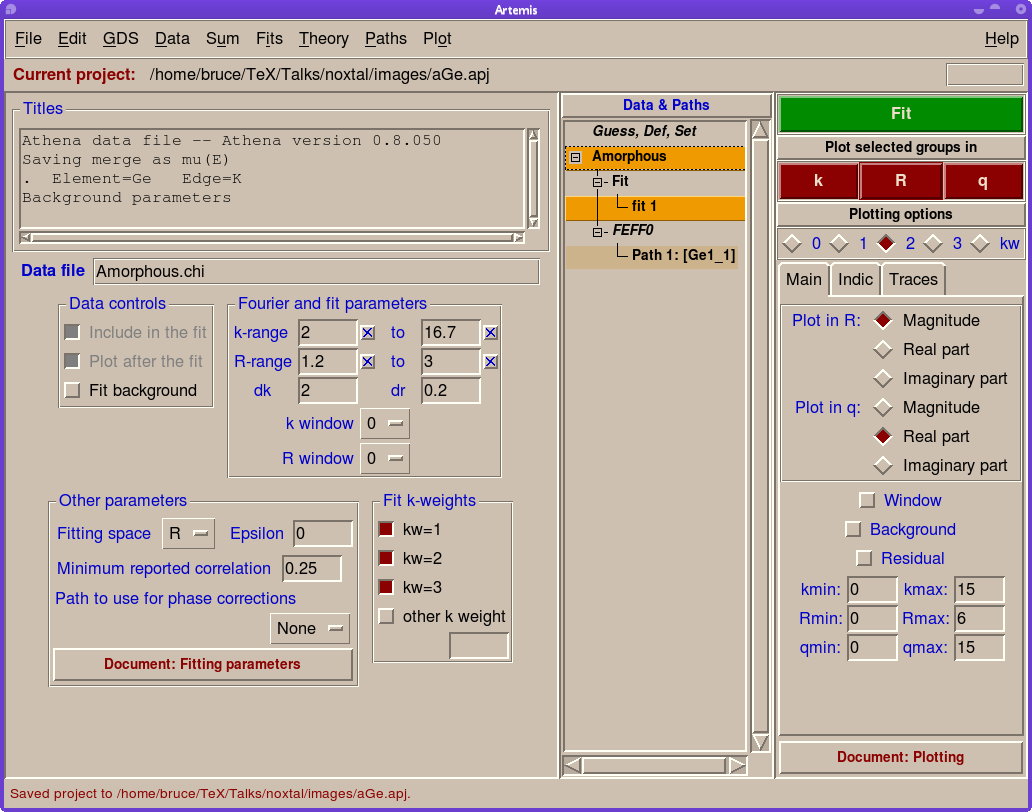 Artemis
File Edit GDS Data Sum Fits Theory Paths Plot Help
Current project: /home/bruce/TeX/Talks/noxtal/images/aGe.apj
Titles
Athena data file -- Athena version 0.8.050
Saving merge as mu(E)
. Element=Ge Edge=K
Background parameters
Data file Amorphous.chi
Data controls
Include in the fit
Plot after the fit
Fit background
Fourier and fit parameters
k-range 2 to 16.7
R-range 1.2 to 3
dk 2 dr 0.2
k window 0
R window 0
Other parameters
Fitting space R Epsilon 0
Minimum reported correlation 0.25
Path to use for phase corrections
None
Document: Fitting parameters
Fit k-weights
kw=1
kw=2
kw=3
other k weight
Data & Paths
Guess, Def, Set
Amorphous
Fit
fit 1
FEFF0
Path 1: [Ge1_1]
Fit
Plot selected groups in
k R q
Plotting options
0 1 2 3 kw
Main Indic Traces
Plot in R: Magnitude
Real part
Imaginary part
Plot in q: Magnitude
Real part
Imaginary part
Window
Background
Residual
kmin: 0 kmax: 15
Rmin: 0 Rmax: 6
qmin: 0 qmax: 15
Document: Plotting
Saved project to /home/bruce/TeX/Talks/noxtal/images/aGe.apj.